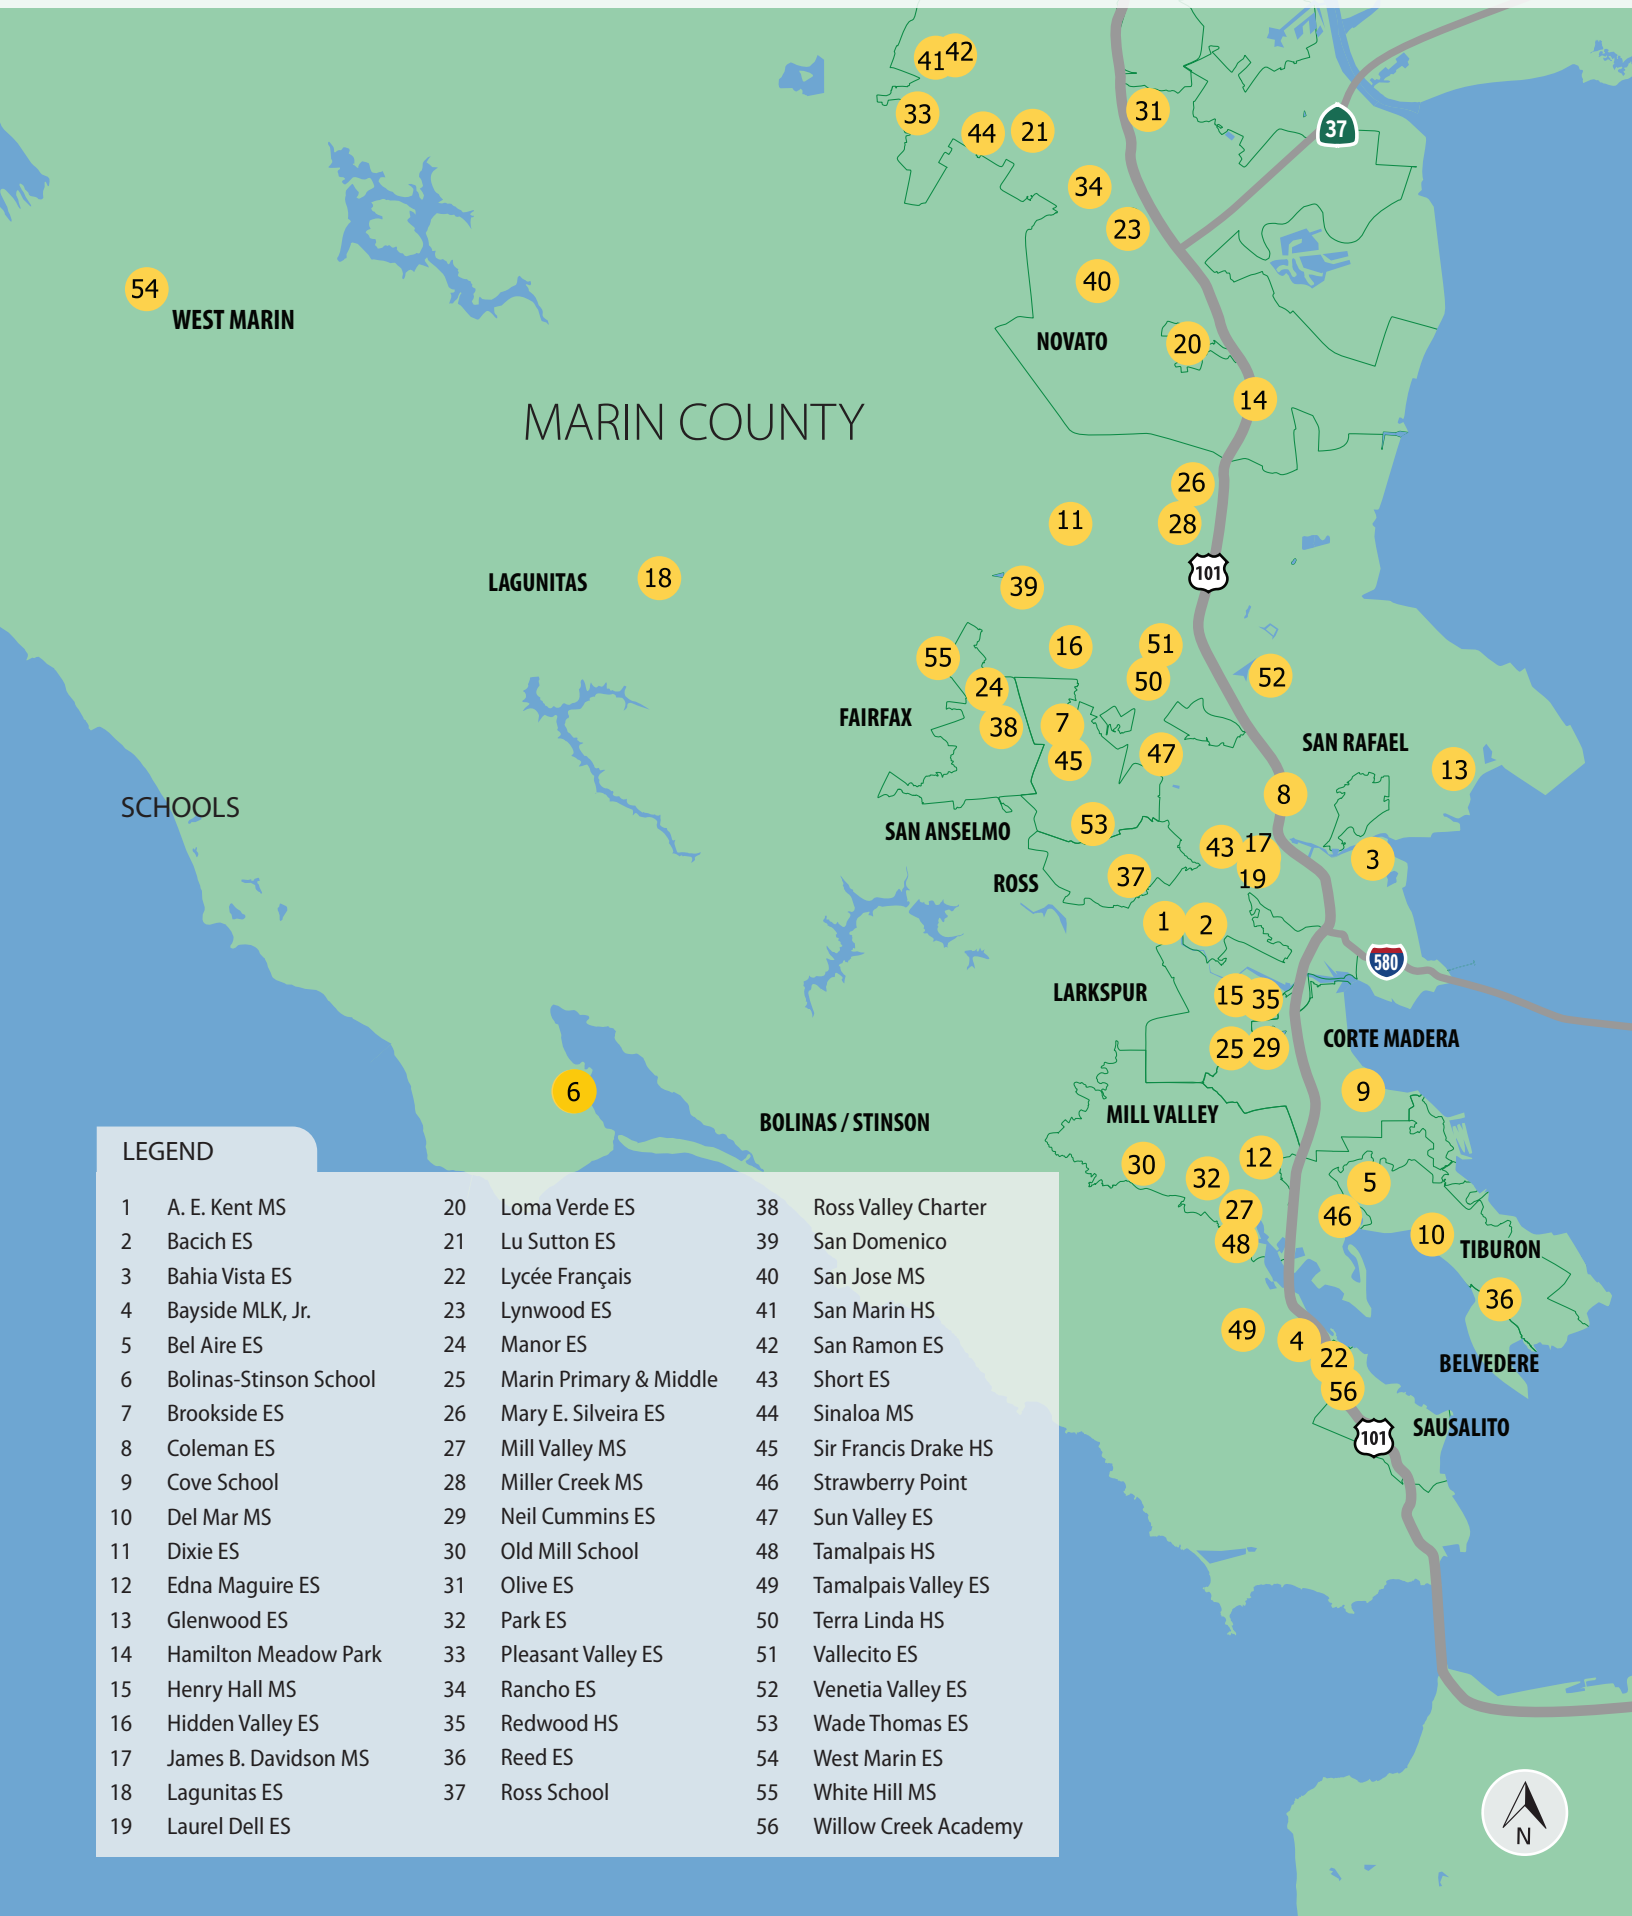 41
42
33
44
21
31
37
34
23
54
WEST MARIN
40
NOVATO
20
14
MARIN COUNTY
26
11
28
101
LAGUNITAS
18
39
16
51
55
50
52
24
FAIRFAX
38
7
45
47
SAN RAFAEL
13
8
SCHOOLS
SAN ANSELMO
53
43
17
3
19
ROSS
37
1
2
580
LARKSPUR
15
35
CORTE MADERA
25
29
6
9
BOLINAS / STINSON
MILL VALLEY
30
12
32
5
27
46
48
10
TIBURON
36
49
4
22
BELVEDERE
56
SAUSALITO
101
LEGEND
1 A. E. Kent MS
2 Bacich ES
3 Bahia Vista ES
4 Bayside MLK, Jr.
5 Bel Aire ES
6 Bolinas-Stinson School
7 Brookside ES
8 Coleman ES
9 Cove School
10 Del Mar MS
11 Dixie ES
12 Edna Maguire ES
13 Glenwood ES
14 Hamilton Meadow Park
15 Henry Hall MS
16 Hidden Valley ES
17 James B. Davidson MS
18 Lagunitas ES
19 Laurel Dell ES
20 Loma Verde ES
21 Lu Sutton ES
22 Lycée Français
23 Lynwood ES
24 Manor ES
25 Marin Primary & Middle
26 Mary E. Silveira ES
27 Mill Valley MS
28 Miller Creek MS
29 Neil Cummins ES
30 Old Mill School
31 Olive ES
32 Park ES
33 Pleasant Valley ES
34 Rancho ES
35 Redwood HS
36 Reed ES
37 Ross School
38 Ross Valley Charter
39 San Domenico
40 San Jose MS
41 San Marin HS
42 San Ramon ES
43 Short ES
44 Sinaloa MS
45 Sir Francis Drake HS
46 Strawberry Point
47 Sun Valley ES
48 Tamalpais HS
49 Tamalpais Valley ES
50 Terra Linda HS
51 Vallecito ES
52 Venetia Valley ES
53 Wade Thomas ES
54 West Marin ES
55 White Hill MS
56 Willow Creek Academy
N